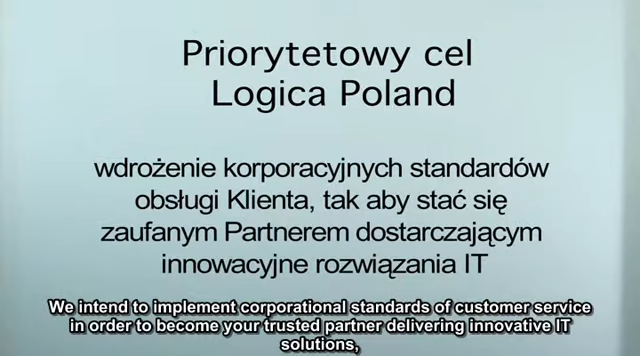 Priorytetowy cel
Logica Poland
wdrożenie korporacyjnych standardów
obsługi Klienta, tak aby stać się
zaufanym Partnerem dostarczającym
innowacyjne rozwiązania IT
We intend to implement corporational standards of customer service
in order to become your trusted partner delivering innovative IT
solutions,